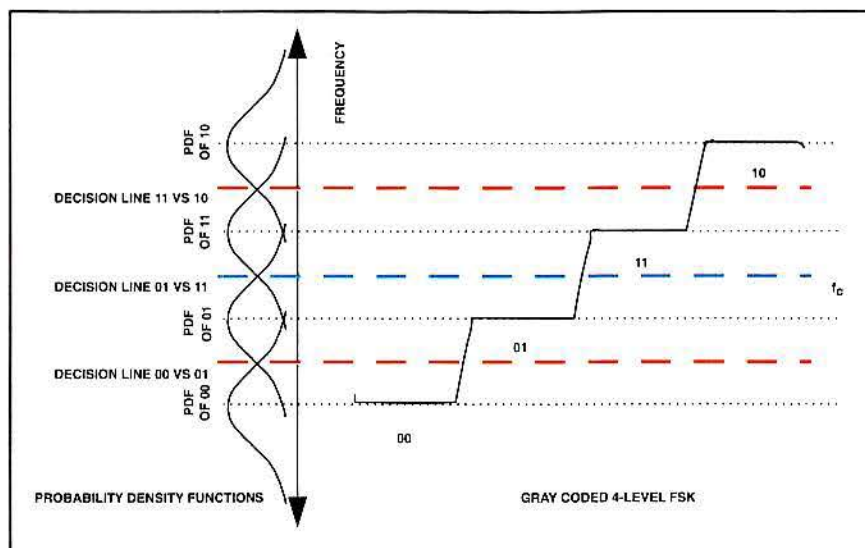 FREQUENCY
PDF
OF 10
10
DECISION LINE 11 VS 10
PDF
OF 11
11
DECISION LINE 01 VS 11
fc
PDF
OF 01
01
DECISION LINE 00 VS 01
PDF
OF 00
00
PROBABILITY DENSITY FUNCTIONS
GRAY CODED 4-LEVEL FSK